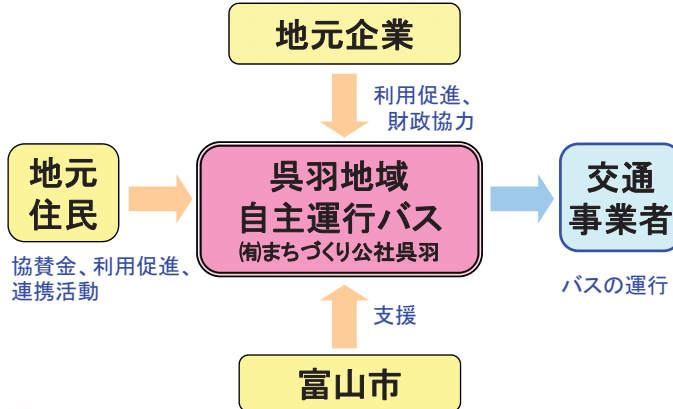 地元企業
利用促進、
財政協力
地元
住民
呉羽地域
自主運行バス
㈲まちづくり公社呉羽
交通
事業者
協賛金、利用促進、
連携活動
バスの運行
支援
富山市